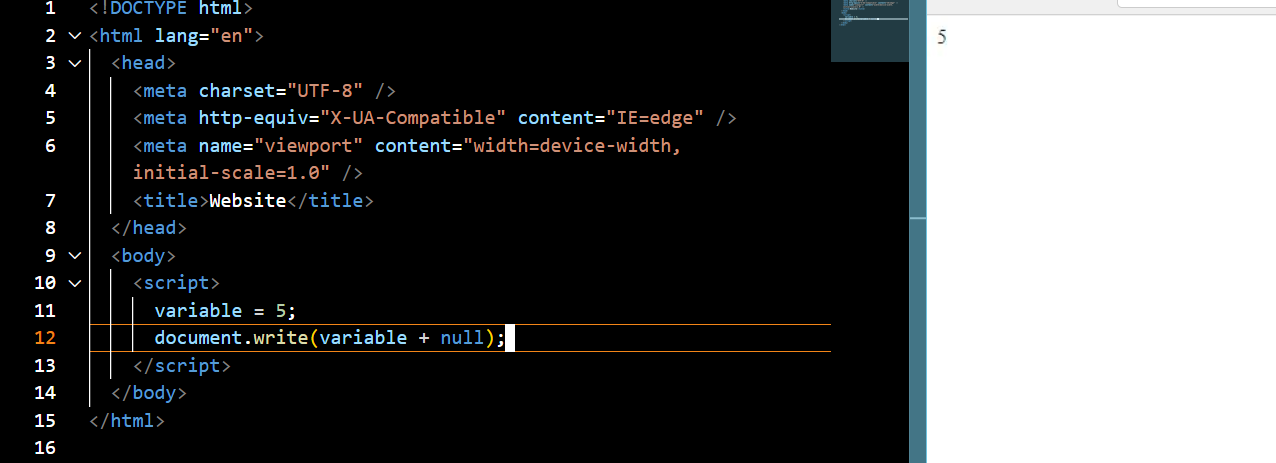 1 <!DOCTYPE html>
2 <html lang="en">
3 <head>
4 <meta charset="UTF-8" />
5 <meta http-equiv="X-UA-Compatible" content="IE=edge" />
6 <meta name="viewport" content="width=device-width,
initial-scale=1.0" />
7 <title>Website</title>
8 </head>
9 <body>
10 <script>
11 variable = 5;
12 document.write(variable + null);
13 </script>
14 </body>
15 </html>
16
5